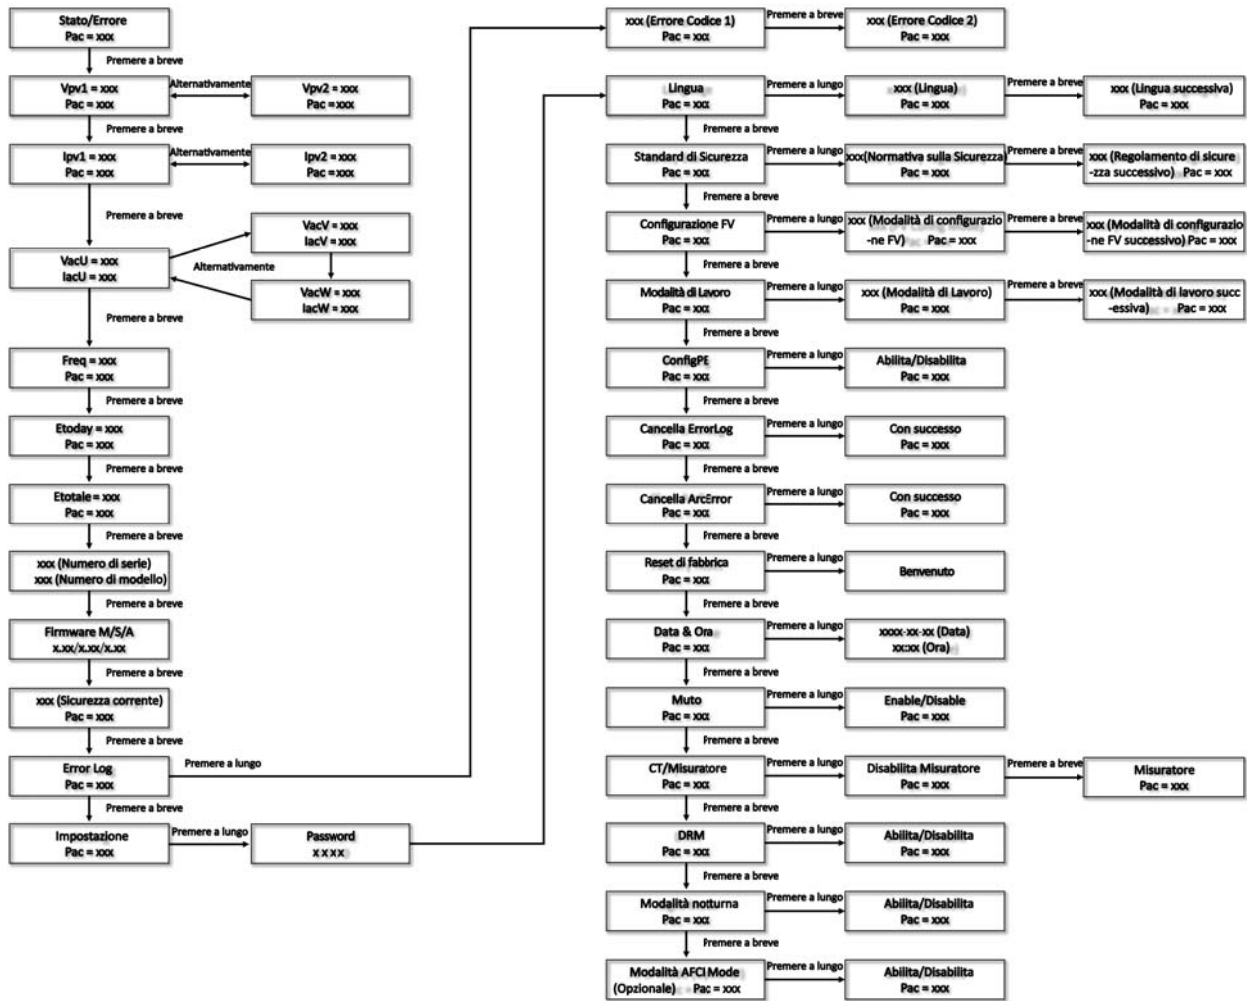 Stato/Errore
Pac = xxx
Premere a breve
Vpv1 = xxx
Pac = xxx
Alternativamente
Vpv2 = xxx
Pac = xxx
Premere a breve
Ipv1 = xxx
Pac = xxx
Alternativamente
Ipv2 = xxx
Pac = xxx
Premere a breve
VacU = xxx
IacU = xxx
VacV = xxx
IacV = xxx
Alternativamente
VacW = xxx
IacW = xxx
Premere a breve
Freq = xxx
Pac = xxx
Premere a breve
Etoday = xxx
Pac = xxx
Premere a breve
Etotale = xxx
Pac = xxx
Premere a breve
xxx (Numero di serie)
xxx (Numero di modello)
Premere a breve
Firmware M/S/A
x.xx/x.xx/x.xx
Premere a breve
xxx (Sicurezza corrente)
Pac = xxx
Premere a breve
Error Log
Pac = xxx
Premere a lungo
Premere a breve
Impostazione
Pac = xxx
Premere a lungo
Password
x x x x
xxx (Errore Codice 1)
Pac = xxx
Premere a breve
xxx (Errore Codice 2)
Pac = xxx
Lingua
Pac = xxx
Premere a lungo
xxx (Lingua)
Pac = xxx
Premere a breve
xxx (Lingua successiva)
Pac = xxx
Premere a breve
Standard di Sicurezza
Pac = xxx
Premere a lungo
xxx(Normativa sulla Sicurezza)
Pac = xxx
Premere a breve
xxx (Regolamento di sicure
-zza successivo) Pac = xxx
Premere a breve
Configurazione FV
Pac = xxx
Premere a lungo
xxx (Modalità di configurazio
-ne FV) Pac = xxx
Premere a breve
xxx (Modalità di configurazio
-ne FV successivo) Pac = xxx
Premere a breve
Modalità di Lavoro
Pac = xxx
Premere a lungo
xxx (Modalità di Lavoro)
Pac = xxx
Premere a breve
xxx (Modalità di lavoro succ
-essiva) Pac = xxx
Premere a breve
ConfigPE
Pac = xxx
Premere a lungo
Abilita/Disabilita
Pac = xxx
Premere a breve
Cancella ErrorLog
Pac = xxx
Premere a lungo
Con successo
Pac = xxx
Premere a breve
Cancella ArcError
Pac = xxx
Premere a lungo
Con successo
Pac = xxx
Premere a breve
Reset di fabbrica
Pac = xxx
Premere a lungo
Benvenuto
Premere a breve
Data & Ora
Pac = xxx
Premere a lungo
xxxx-xx-xx (Data)
xx:xx (Ora)
Premere a breve
Muto
Pac = xxx
Premere a lungo
Enable/Disable
Pac = xxx
Premere a breve
CT/Misuratore
Pac = xxx
Premere a lungo
Disabilita Misuratore
Pac = xxx
Premere a breve
Misuratore
Pac = xxx
Premere a breve
DRM
Pac = xxx
Premere a lungo
Abilita/Disabilita
Pac = xxx
Premere a breve
Modalità notturna
Pac = xxx
Premere a lungo
Abilita/Disabilita
Pac = xxx
Premere a breve
Modalità AFCI Mode
(Opzionale) Pac = xxx
Premere a lungo
Abilita/Disabilita
Pac = xxx